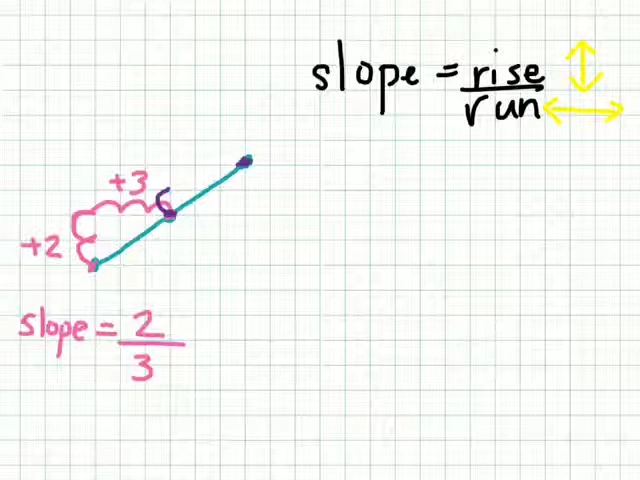 slope = rise
run
+3
+2
slope = 2
3